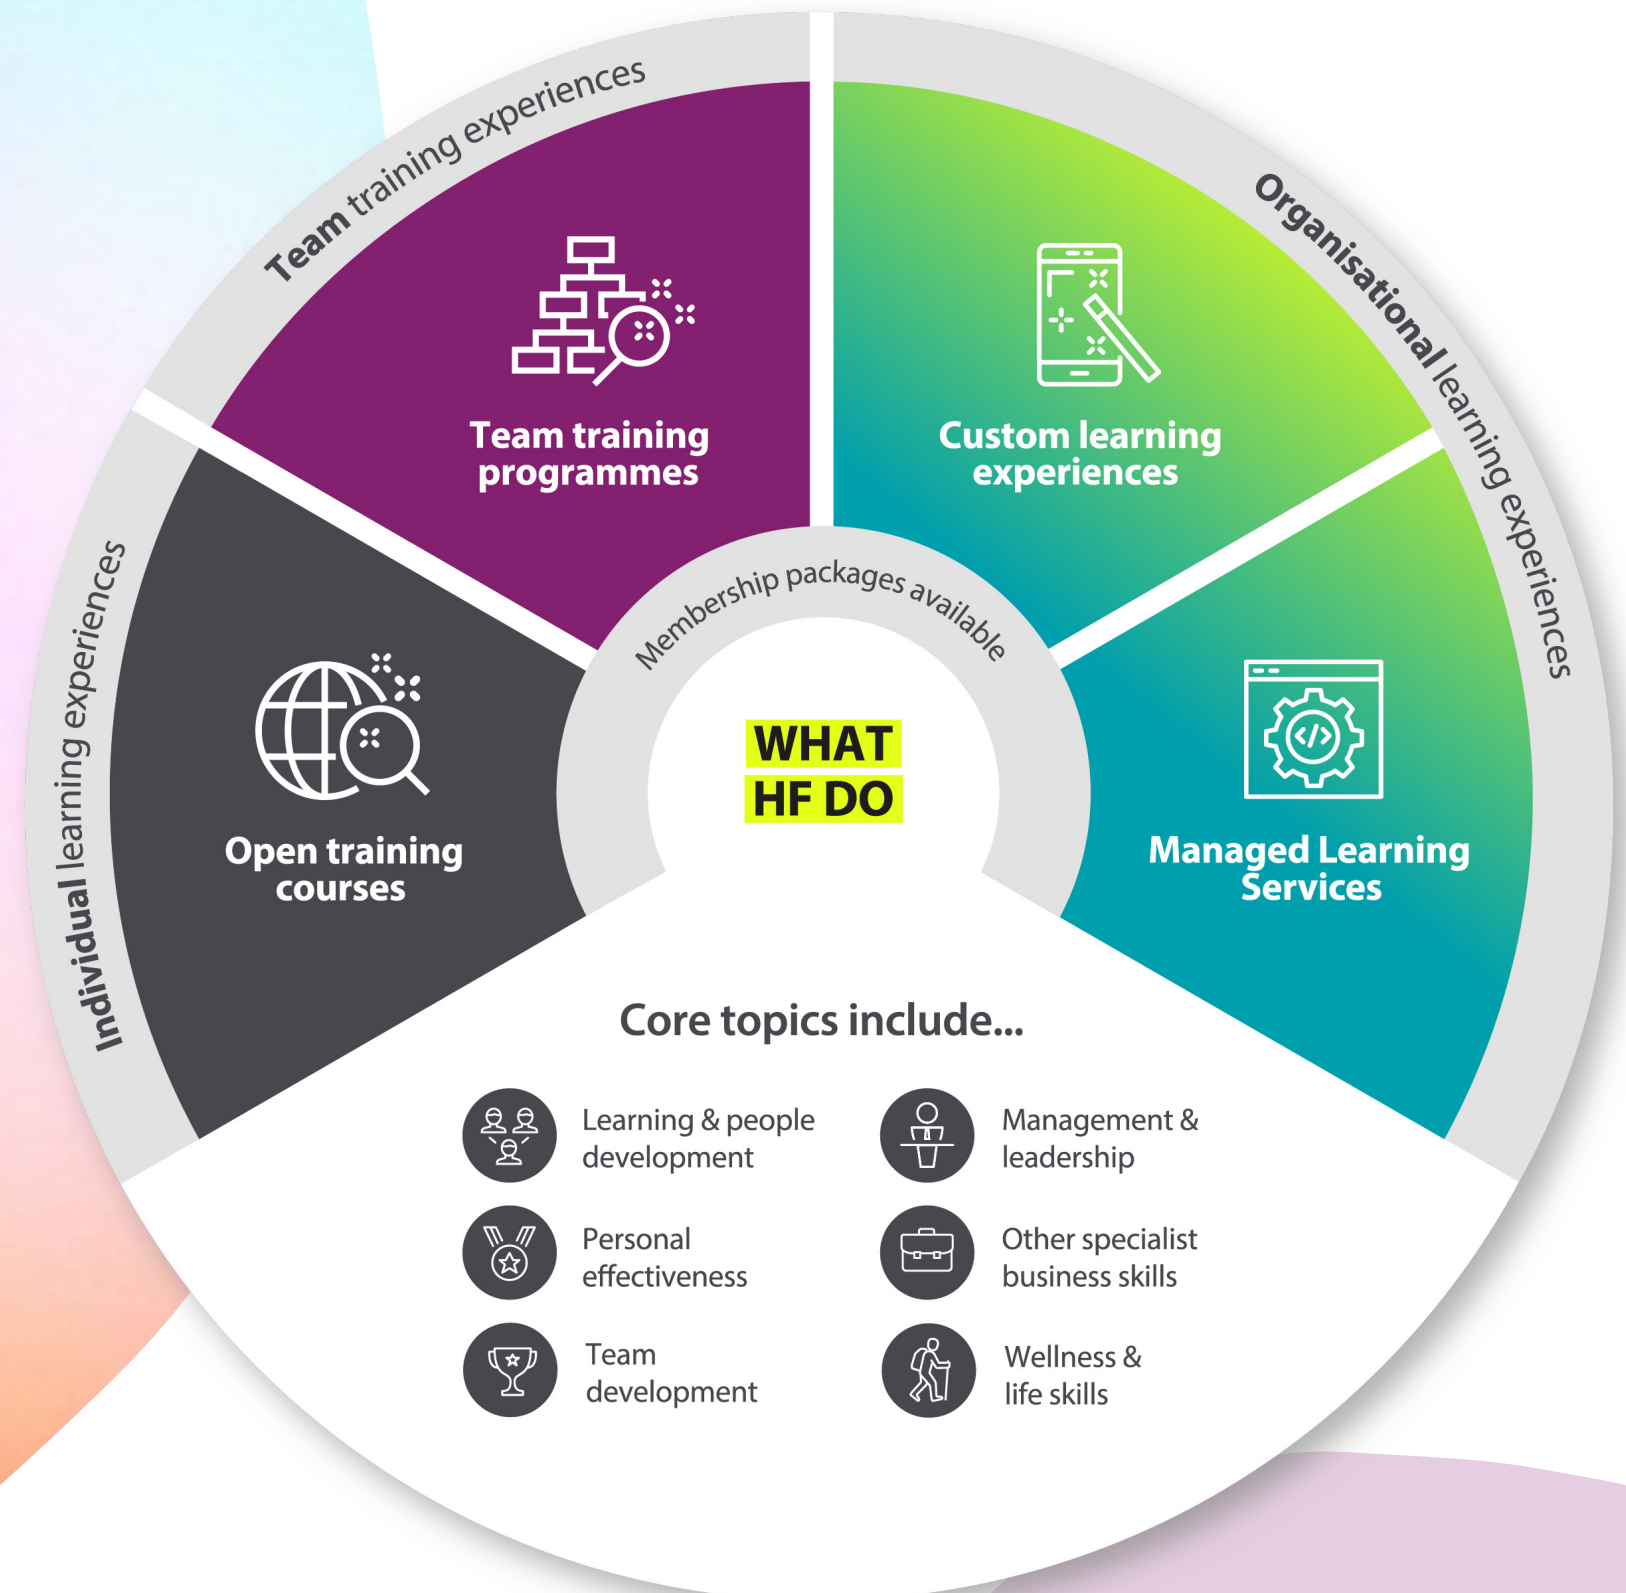 Team training experiences
Organisational learning experiences
Individual learning experiences
Team training
programmes
Custom learning
experiences
Membership packages available
Open training
courses
WHAT
HF DO
Managed Learning
Services
</>
Core topics include...
Learning & people
development
Management &
leadership
Personal
effectiveness
Other specialist
business skills
Team
development
Wellness &
life skills